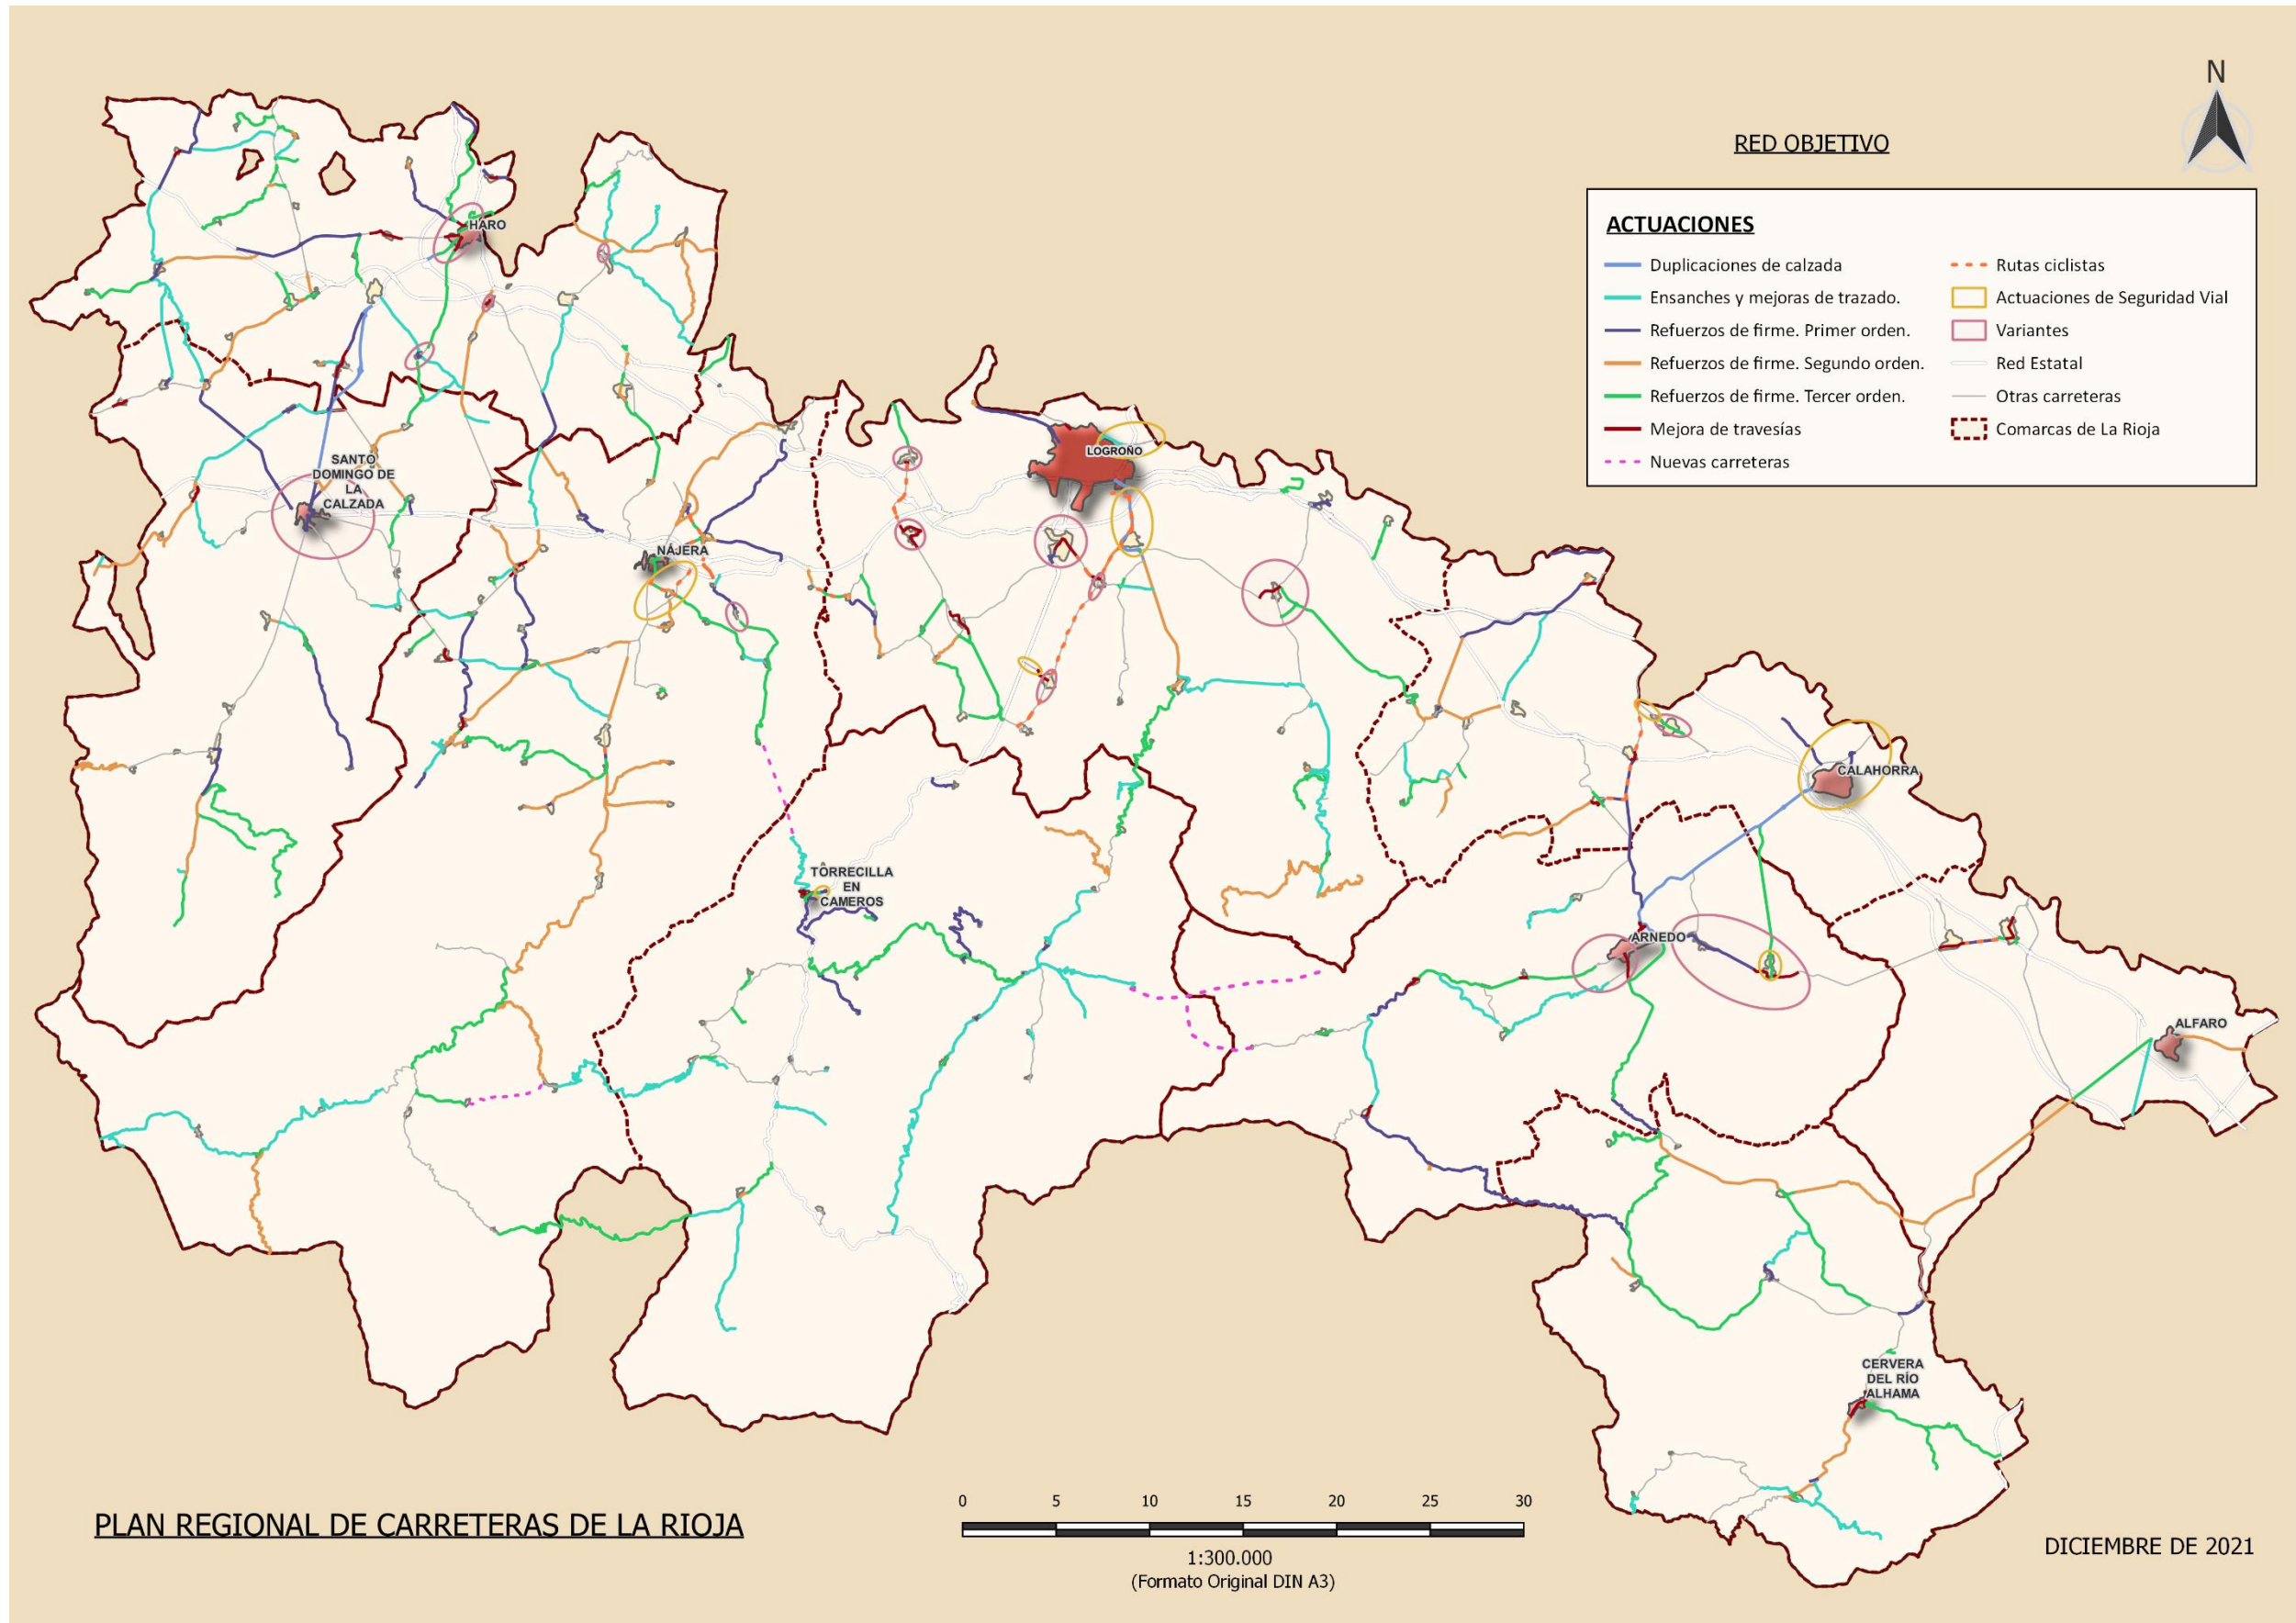 N
RED OBJETIVO
ACTUACIONES
Duplicaciones de calzada
Ensanches y mejoras de trazado.
Refuerzos de firme. Primer orden.
Refuerzos de firme. Segundo orden.
Refuerzos de firme. Tercer orden.
Mejora de travesías
Nuevas carreteras
Rutas ciclistas
Actuaciones de Seguridad Vial
Variantes
Red Estatal
Otras carreteras
Comarcas de La Rioja
HARO
LOGROÑO
SANTO
DOMINGO DE
LA
CALZADA
NÁJERA
CALAHORRA
TORRECILLA
EN
CAMEROS
ARNEDO
ALFARO
CERVERA
DEL RÍO
ALHAMA
0 5 10 15 20 25 30
1:300.000
(Formato Original DIN A3)
PLAN REGIONAL DE CARRETERAS DE LA RIOJA
DICIEMBRE DE 2021